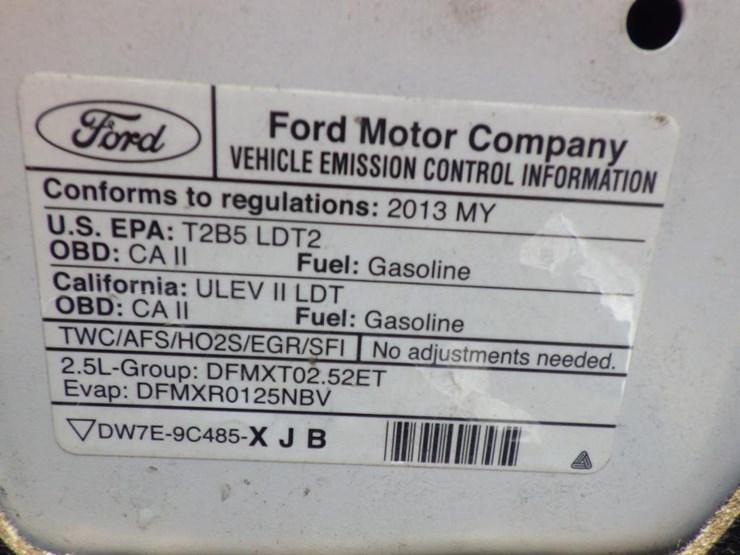 Ford
Ford Motor Company
VEHICLE EMISSION CONTROL INFORMATION
Conforms to regulations: 2013 MY
U.S. EPA: T2B5 LDT2
OBD: CA II Fuel: Gasoline
California: ULEV II LDT
OBD: CA II Fuel: Gasoline
TWC/AFS/HO2S/EGR/SFI No adjustments needed.
2.5L-Group: DFMXT02.52ET
Evap: DFMXR0125NBV
DW7E-9C485-X J B